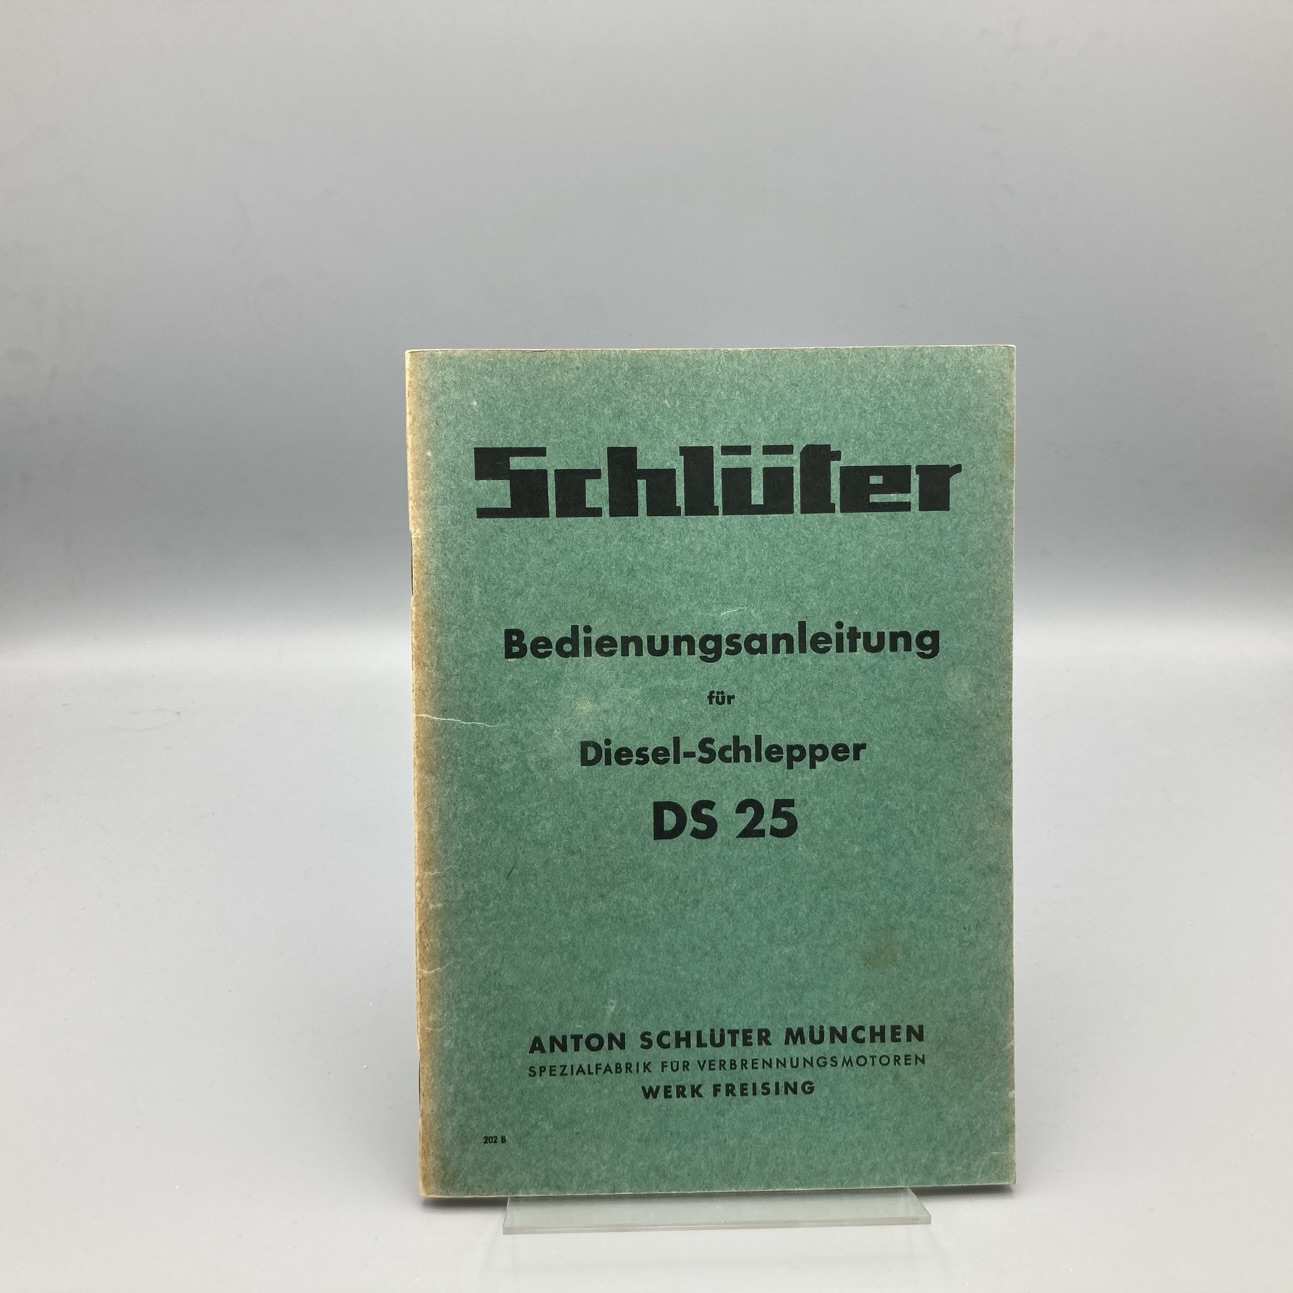 Schlüter
Bedienungsanleitung
für
Diesel-Schlepper
DS 25
ANTON SCHLÜTER MÜNCHEN
SPEZIALFABRIK FÜR VERBRENNUNGSMOTOREN
WERK FREISING
202 B